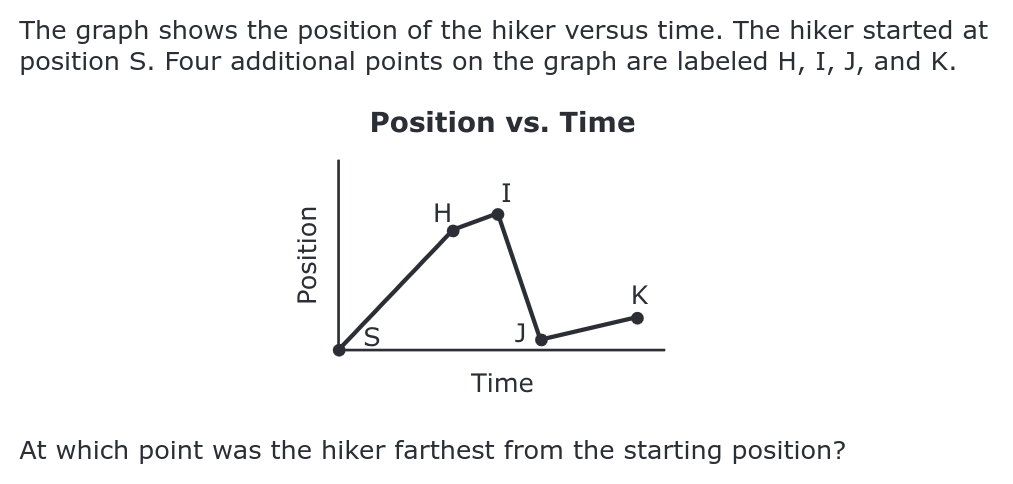 The graph shows the position of the hiker versus time. The hiker started at
position S. Four additional points on the graph are labeled H, I, J, and K.
Position vs. Time
Position
I
H
K
S
J
Time
At which point was the hiker farthest from the starting position?